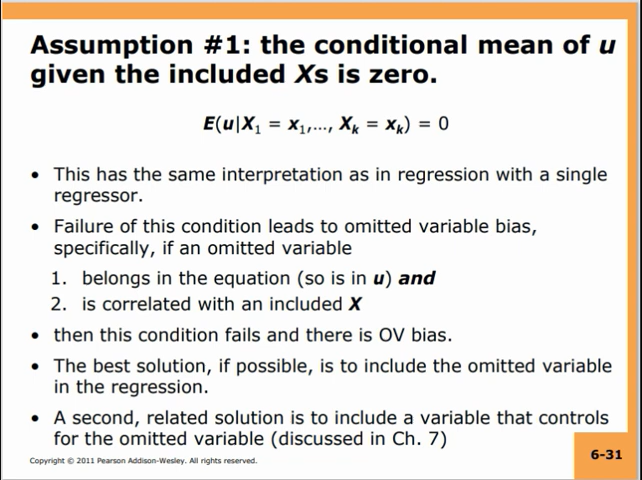 Assumption #1: the conditional mean of u
given the included Xs is zero.
E(u|X₁ = x₁,…, Xₖ = xₖ) = 0
• This has the same interpretation as in regression with a single
regressor.
• Failure of this condition leads to omitted variable bias,
specifically, if an omitted variable
1. belongs in the equation (so is in u) and
2. is correlated with an included X
• then this condition fails and there is OV bias.
• The best solution, if possible, is to include the omitted variable
in the regression.
• A second, related solution is to include a variable that controls
for the omitted variable (discussed in Ch. 7)
Copyright © 2011 Pearson Addison-Wesley. All rights reserved.
6-31